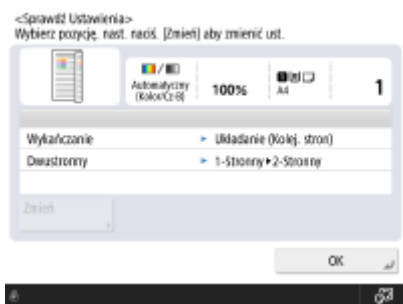 <Sprawdź Ustawienia>
Wybierz pozycję, nast. naciś. [Zmień] aby zmienić ust.
Automatyczny
(Kolor/Cz-B)
100%
A4
1
Wykańczanie
Układanie (Kolej. stron)
Dwustronny
1-Stronny 2-Stronny
Zmień
OK